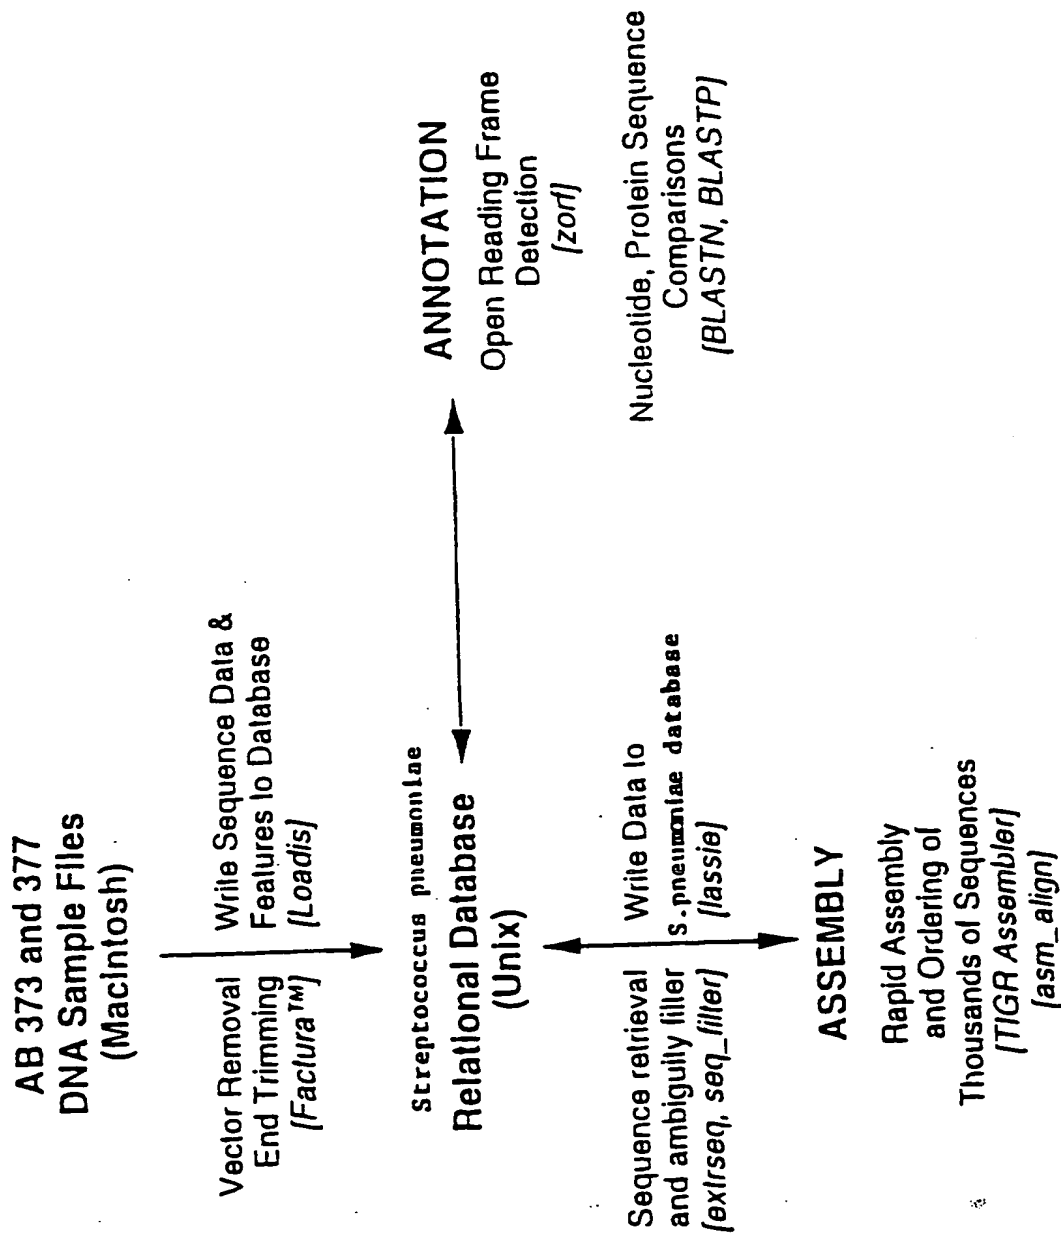 AB 373 and 377
DNA Sample Files
(Macintosh)
Vector Removal
End Trimming
[Factura™]
Write Sequence Data &
Features to Database
[Loadis]
Streptococcus pneumoniae
Relational Database
(Unix)
ANNOTATION
Open Reading Frame
Detection
[zorf]
Nucleotide, Protein Sequence
Comparisons
[BLASTN, BLASTP]
Sequence retrieval
and ambiguity filter
[extrseq, seq_filter]
Write Data to
S.pneumoniae database
[lassie]
ASSEMBLY
Rapid Assembly
and Ordering of
Thousands of Sequences
[TIGR Assembler]
[asm_align]